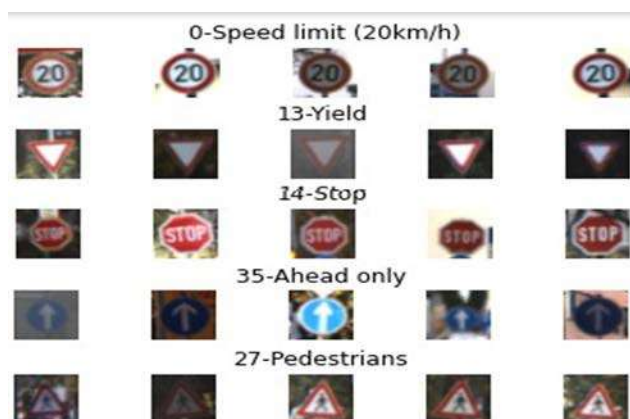 0-Speed limit (20km/h)
20 20 20 20 20
13-Yield
14-Stop
STOP STOP STOP STOP STOP
35-Ahead only
27-Pedestrians